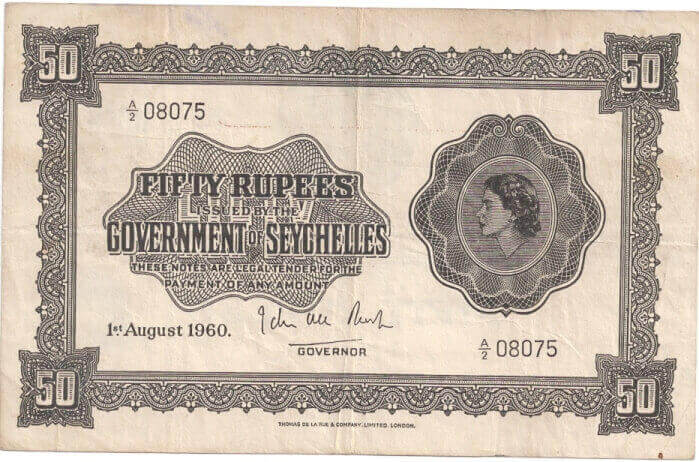 50 50
A/2 08075
FIFTY RUPEES
ISSUED BY THE
GOVERNMENT OF SEYCHELLES
THESE NOTES ARE LEGAL TENDER FOR THE
PAYMENT OF ANY AMOUNT
1st August 1960.
GOVERNOR
A/2 08075
50 50
THOMAS DE LA RUE & COMPANY, LIMITED, LONDON.